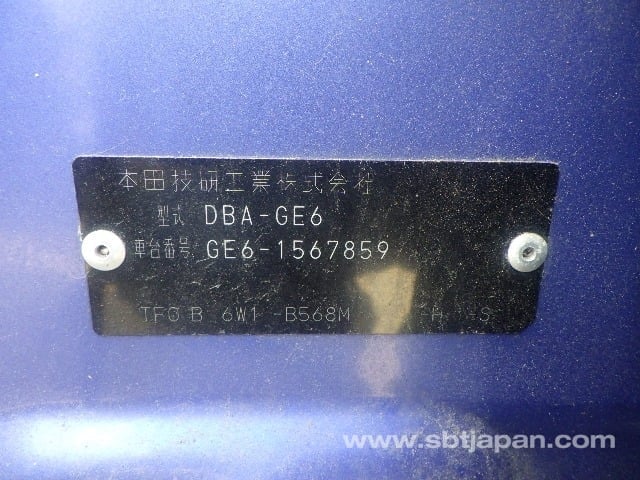 本田技研工業株式会社
型式 DBA-GE6
車台番号 GE6-1567859
TFO B 6W1 -B568M -A -S
www.sbtjapan.com